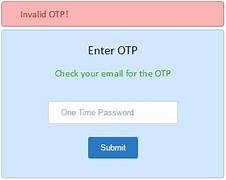 Invalid OTP!
Enter OTP
Check your email for the OTP
One Time Password
Submit